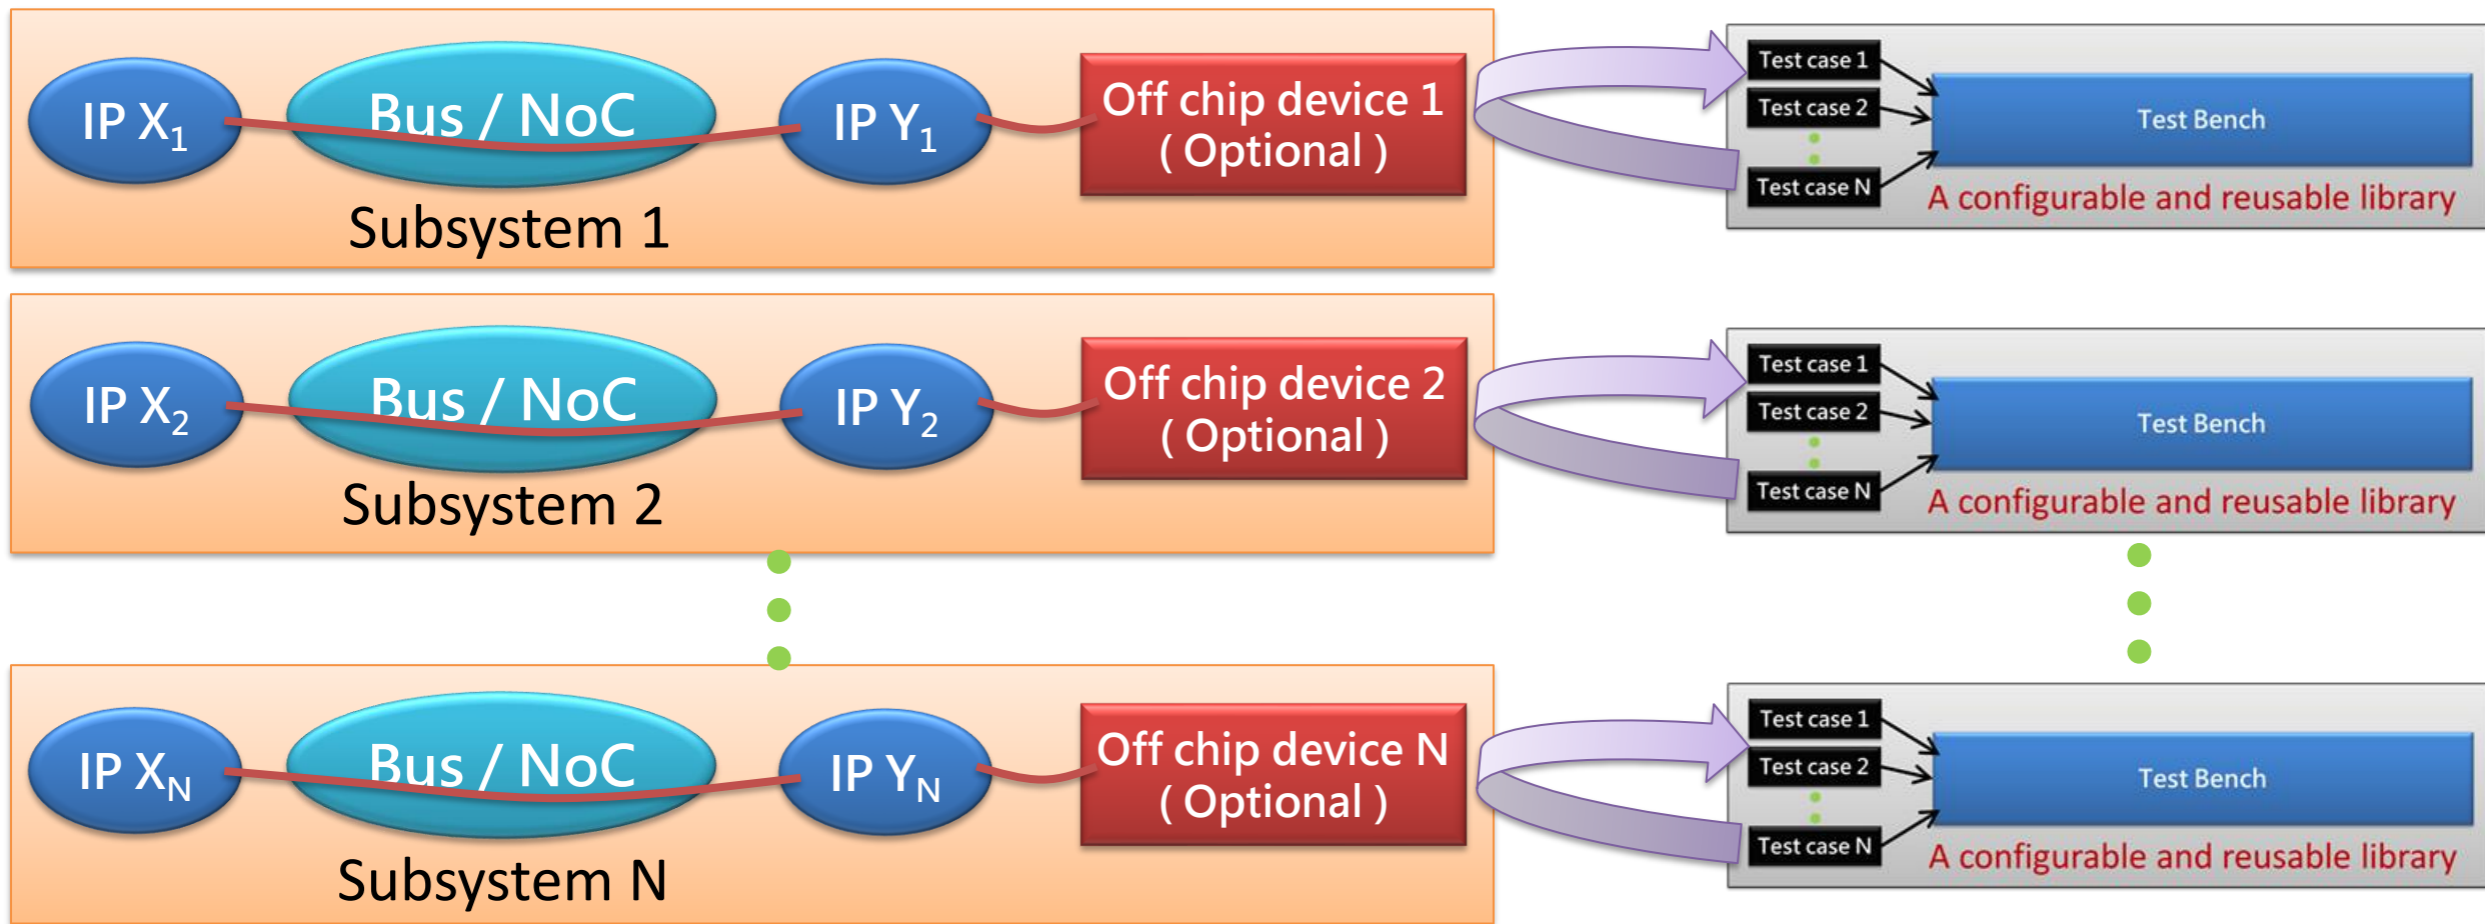 IP X₁
Bus / NoC
IP Y₁
Off chip device 1
( Optional )
Subsystem 1
Test case 1
Test case 2
Test case N
Test Bench
A configurable and reusable library
IP X₂
Bus / NoC
IP Y₂
Off chip device 2
( Optional )
Subsystem 2
Test case 1
Test case 2
Test case N
Test Bench
A configurable and reusable library
IP X_N
Bus / NoC
IP Y_N
Off chip device N
( Optional )
Subsystem N
Test case 1
Test case 2
Test case N
Test Bench
A configurable and reusable library